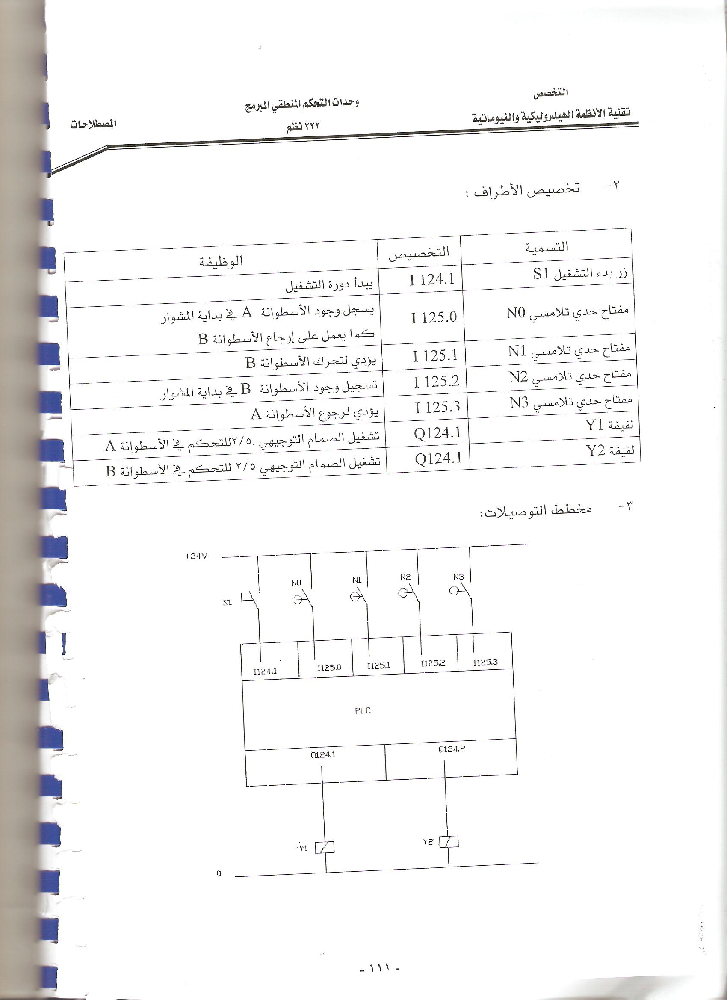 التخصص
تقنية الأنظمة الهيدروليكية والنيوماتية
وحدات التحكم المنطقي المبرمج
٢٢٢ نظم
المصطلاحات
٢- تخصيص الأطراف :
التسمية التخصيص الوظيفة
زر بدء التشغيل S1 I 124.1 يبدأ دورة التشغيل
مفتاح حدي تلامسي N0 I 125.0 يسجل وجود الأسطوانة A في بداية المشوار
كما يعمل على إرجاع الأسطوانة B
مفتاح حدي تلامسي N1 I 125.1 يؤدي لتحرك الأسطوانة B
مفتاح حدي تلامسي N2 I 125.2 تسجيل وجود الأسطوانة B في بداية المشوار
مفتاح حدي تلامسي N3 I 125.3 يؤدي لرجوع الأسطوانة A
لفيفة Y1 Q124.1 تشغيل الصمام التوجيهي .٢/٥للتحكم في الأسطوانة A
لفيفة Y2 Q124.1 تشغيل الصمام التوجيهي ٢/٥ للتحكم في الأسطوانة B
٣- مخطط التوصيلات:
+24V
S1 N0 N1 N2 N3
I124.1 I125.0 I125.1 I125.2 I125.3
PLC
Q124.1 Q124.2
Y1 Y2
0
- ١١١ -